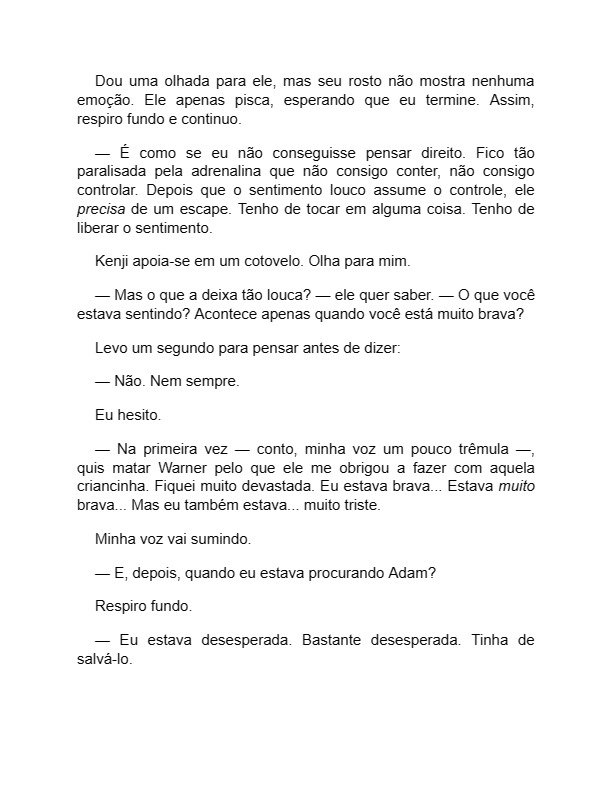 Dou uma olhada para ele, mas seu rosto não mostra nenhuma
emoção. Ele apenas pisca, esperando que eu termine. Assim,
respiro fundo e continuo.
— É como se eu não conseguisse pensar direito. Fico tão
paralisada pela adrenalina que não consigo conter, não consigo
controlar. Depois que o sentimento louco assume o controle, ele
precisa de um escape. Tenho de tocar em alguma coisa. Tenho de
liberar o sentimento.
Kenji apoia-se em um cotovelo. Olha para mim.
— Mas o que a deixa tão louca? — ele quer saber. — O que você
estava sentindo? Acontece apenas quando você está muito brava?
Levo um segundo para pensar antes de dizer:
— Não. Nem sempre.
Eu hesito.
— Na primeira vez — conto, minha voz um pouco trêmula —,
quis matar Warner pelo que ele me obrigou a fazer com aquela
criancinha. Fiquei muito devastada. Eu estava brava... Estava muito
brava... Mas eu também estava... muito triste.
Minha voz vai sumindo.
— E, depois, quando eu estava procurando Adam?
Respiro fundo.
— Eu estava desesperada. Bastante desesperada. Tinha de
salvá-lo.